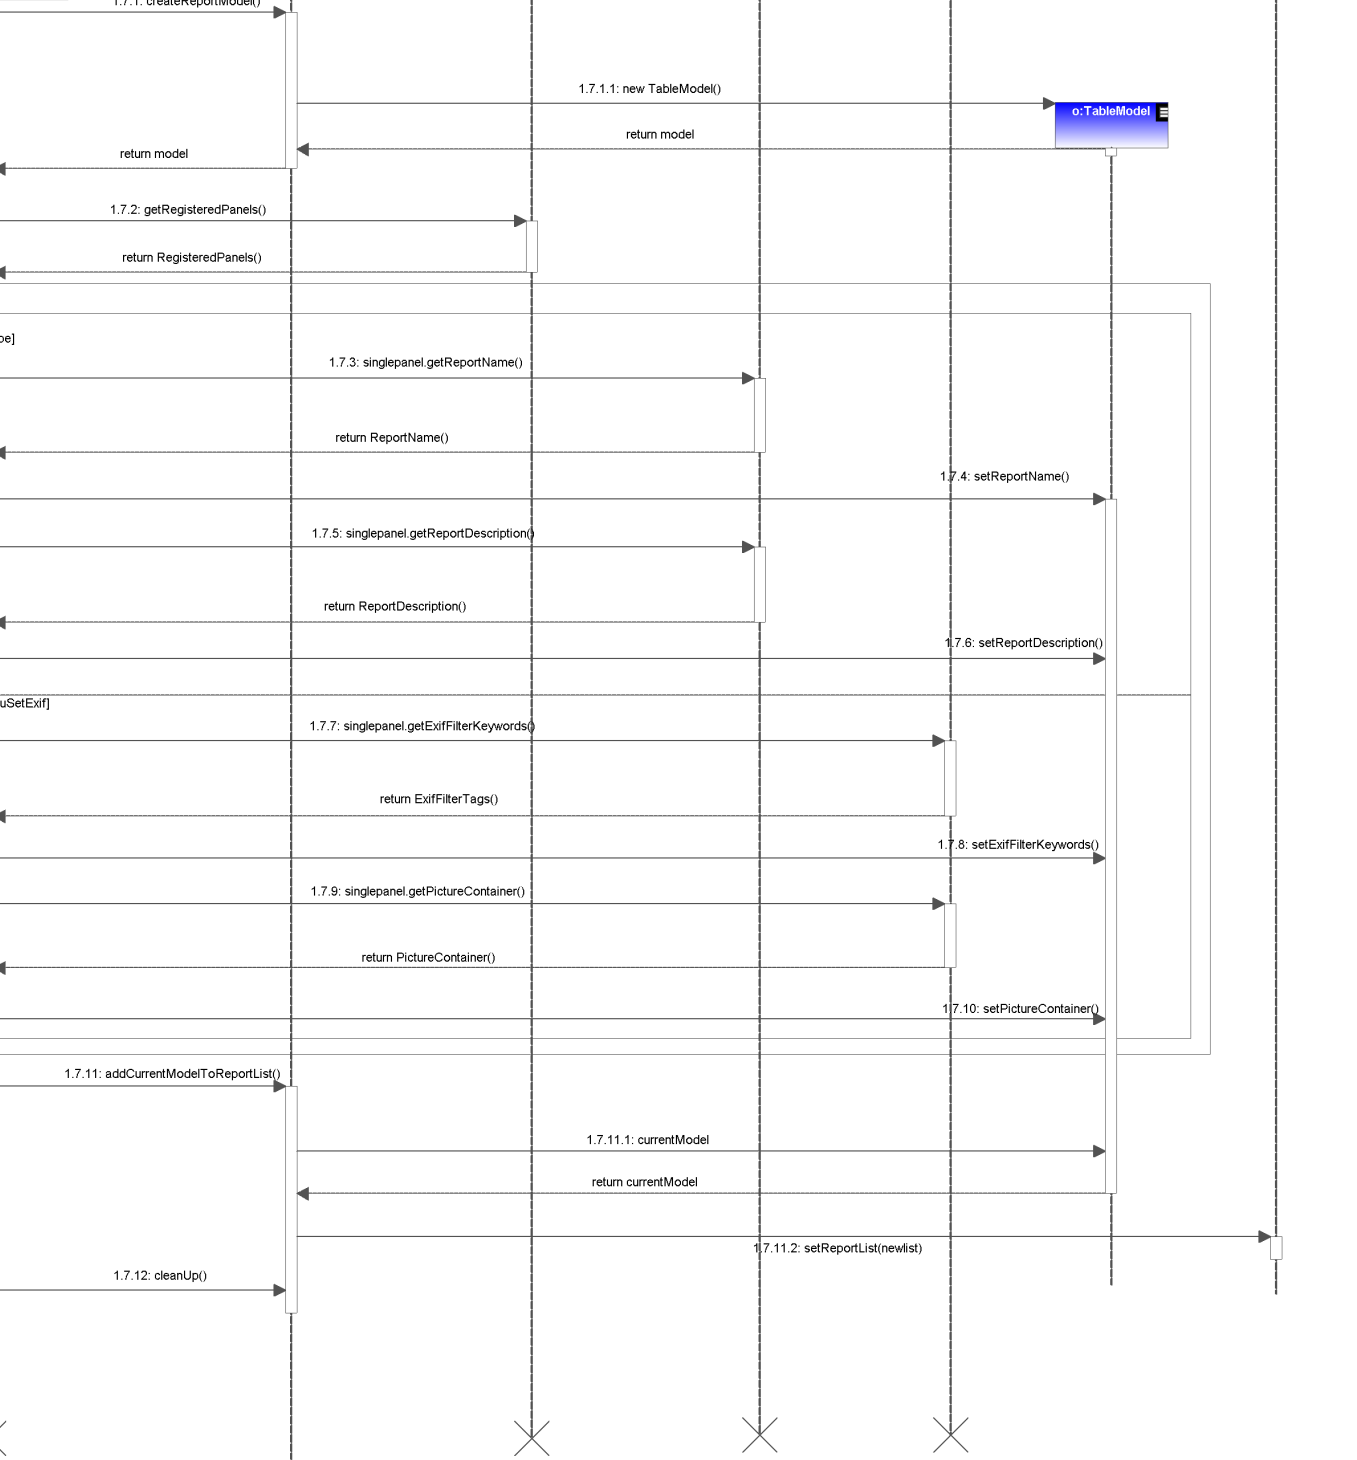 1.7.1: createReportModel()
1.7.1.1: new TableModel()
o:TableModel
return model
return model
1.7.2: getRegisteredPanels()
return RegisteredPanels()
pe]
1.7.3: singlepanel.getReportName()
return ReportName()
1.7.4: setReportName()
1.7.5: singlepanel.getReportDescription()
return ReportDescription()
1.7.6: setReportDescription()
uSetExif]
1.7.7: singlepanel.getExifFilterKeywords()
return ExifFilterTags()
1.7.8: setExifFilterKeywords()
1.7.9: singlepanel.getPictureContainer()
return PictureContainer()
1.7.10: setPictureContainer()
1.7.11: addCurrentModelToReportList()
1.7.11.1: currentModel
return currentModel
1.7.11.2: setReportList(newlist)
1.7.12: cleanUp()